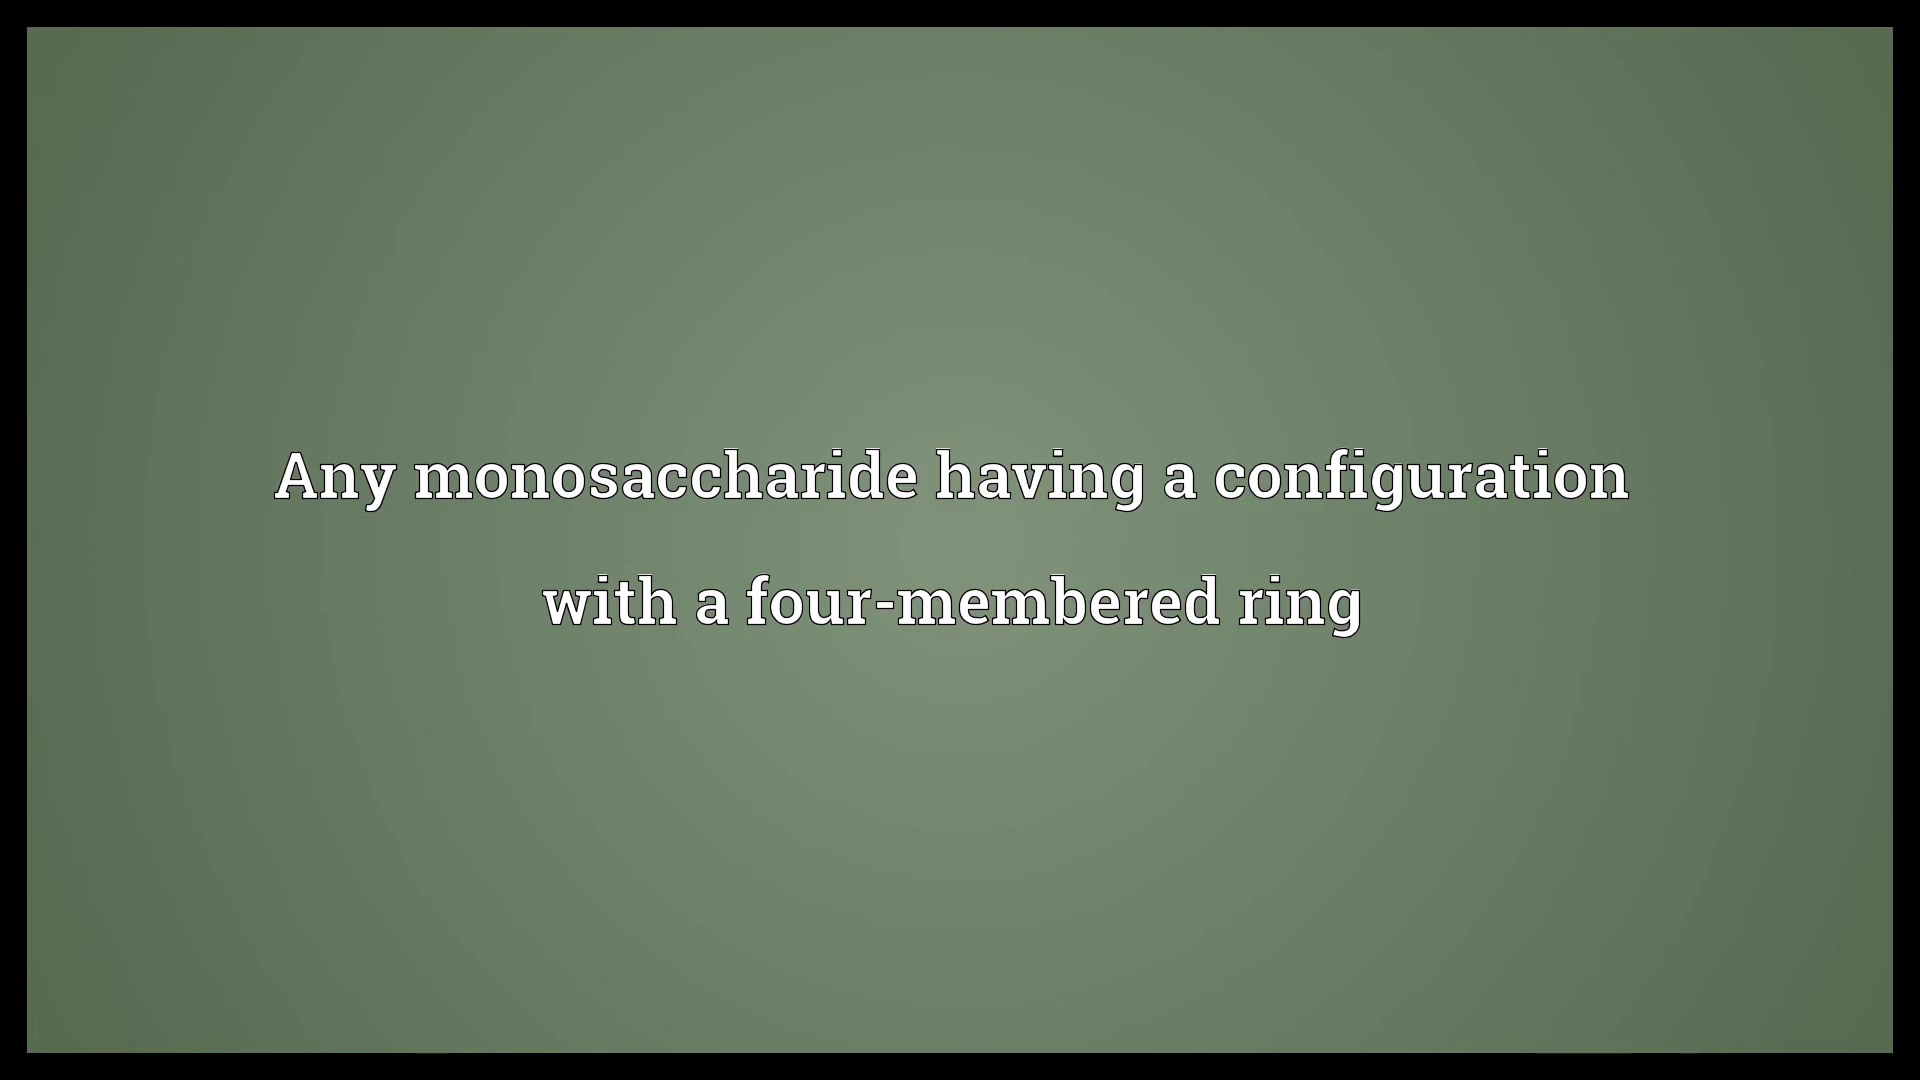 Any monosaccharide having a configuration
with a four-membered ring